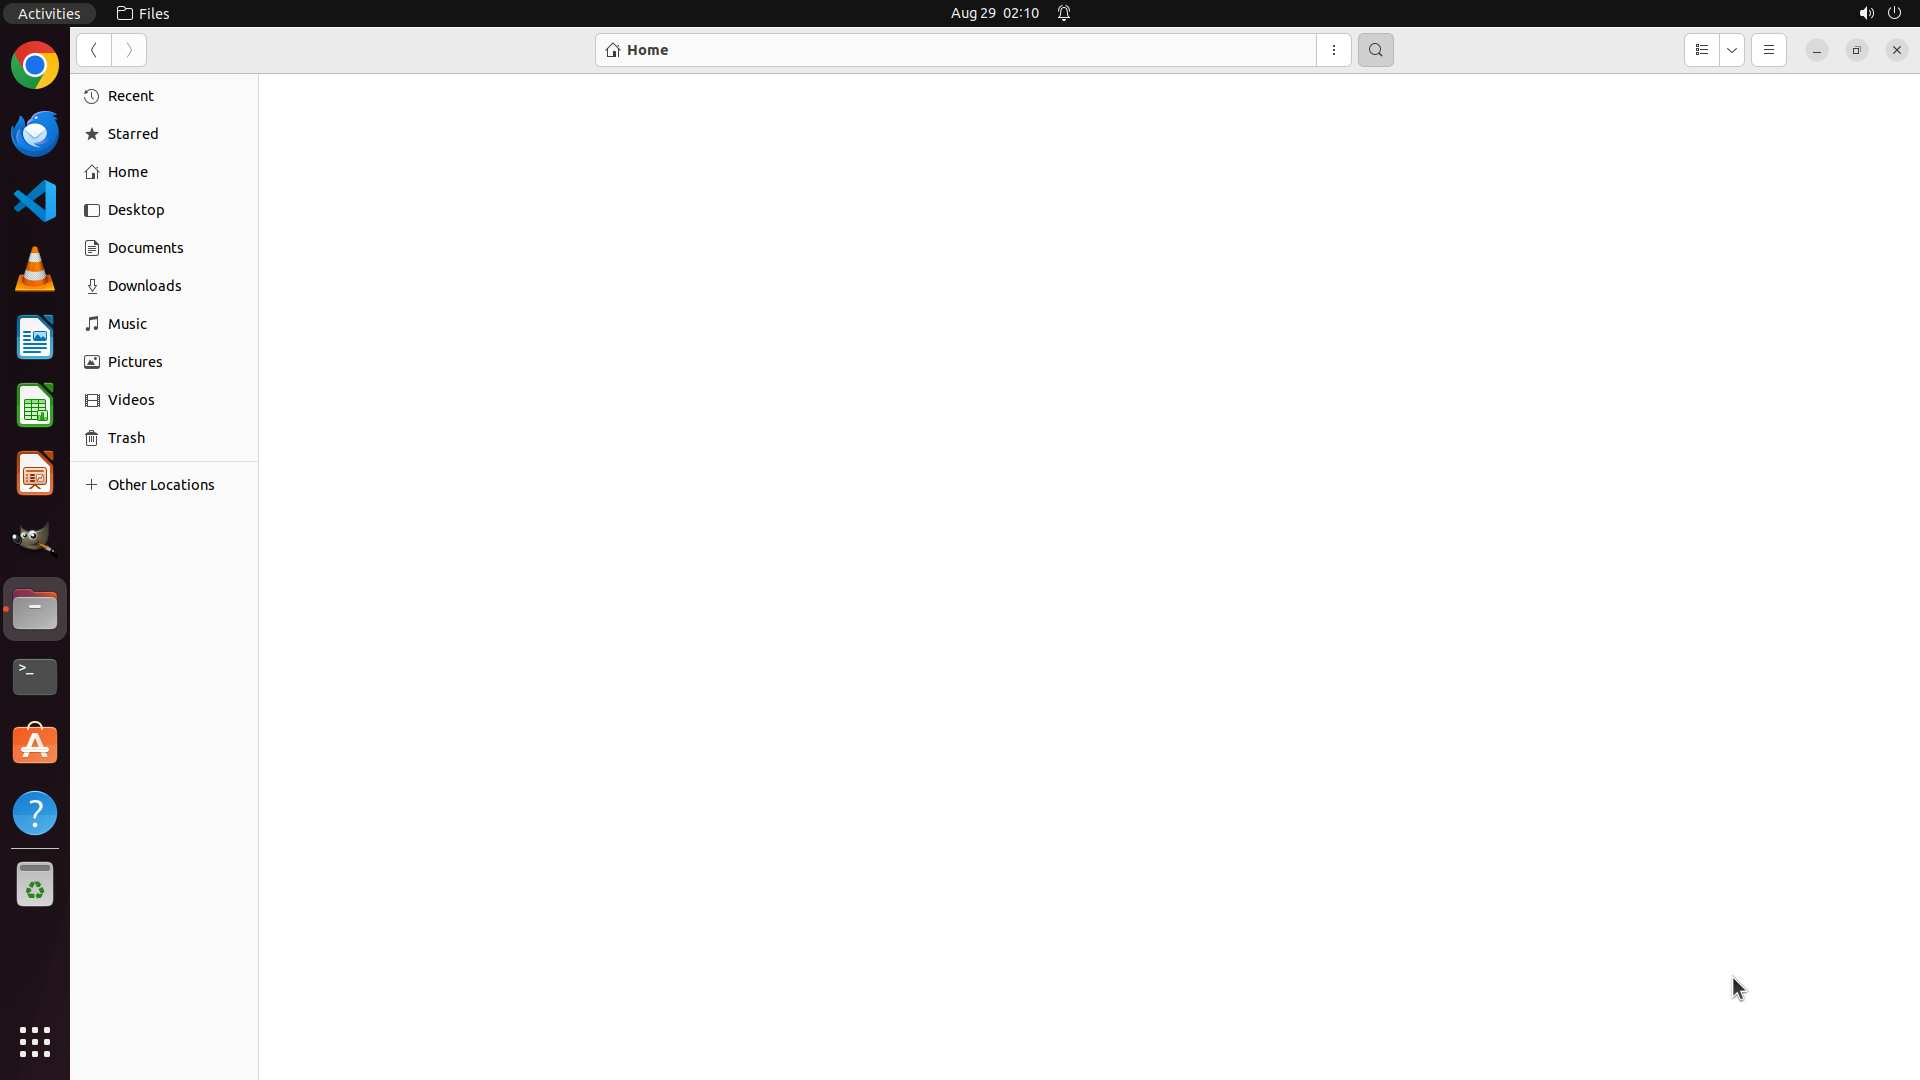 Activities
Files
Aug 29 02:10
Home
Recent
Starred
Home
Desktop
Documents
Downloads
Music
Pictures
Videos
Trash
Other Locations